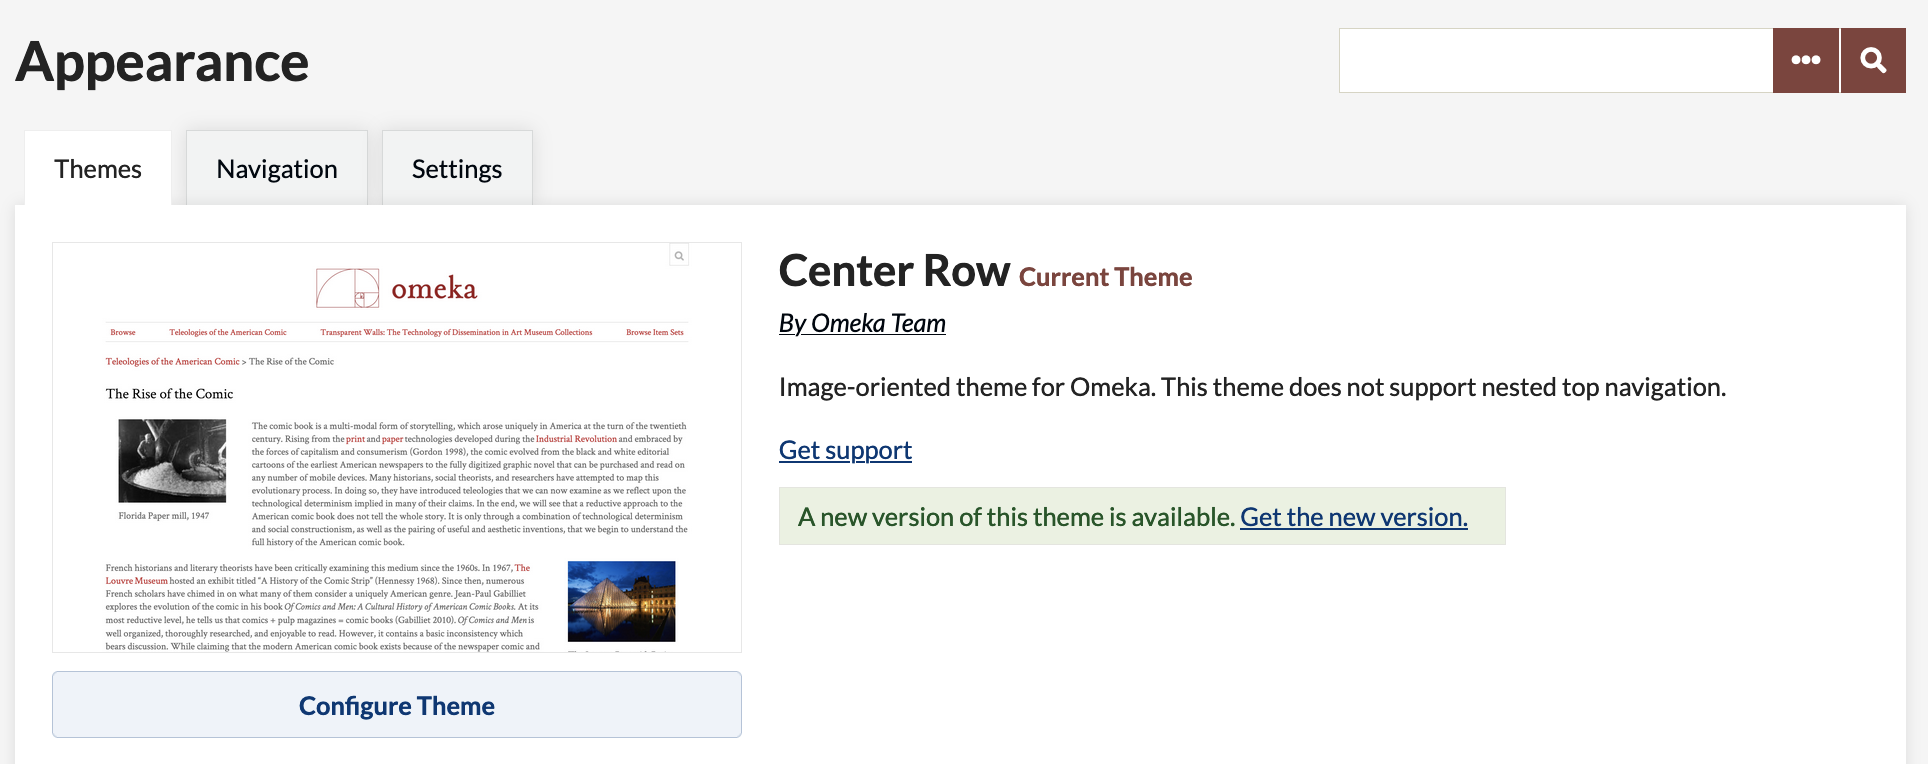 Appearance
Themes
Navigation
Settings
omeka
Browse
Teleologies of the American Comic
Transparent Walls: The Technology of Dissemination in Art Museum Collections
Browse Item Sets
Teleologies of the American Comic > The Rise of the Comic
The Rise of the Comic
Florida Paper mill, 1947
The comic book is a multi-modal form of storytelling, which arose uniquely in America at the turn of the twentieth
century. Rising from the print and paper technologies developed during the Industrial Revolution and embraced by
the forces of capitalism and consumerism (Gordon 1998), the comic evolved from the black and white editorial
cartoons of the earliest American newspapers to the fully digitized graphic novel that can be purchased and read on
any number of mobile devices. Many historians, social theorists, and researchers have attempted to map this
evolutionary process. In doing so, they have introduced teleologies that we can now examine as we reflect upon the
technological determinism implied in many of their claims. In the end, we will see that a reductive approach to the
American comic book does not tell the whole story. It is only through a combination of technological determinism
and social constructionism, as well as the pairing of useful and aesthetic inventions, that we begin to understand the
full history of the American comic book.
French historians and literary theorists have been critically examining this medium since the 1960s. In 1967, The
Louvre Museum hosted an exhibit titled “A History of the Comic Strip” (Hennessy 1968). Since then, numerous
French scholars have chimed in on what many of them consider a uniquely American genre. Jean-Paul Gabilliet
explores the evolution of the comic in his book Of Comics and Men: A Cultural History of American Comic Books. At its
most reductive level, he tells us that comics + pulp magazines = comic books (Gabilliet 2010). Of Comics and Men is
well organized, thoroughly researched, and enjoyable to read. However, it contains a basic inconsistency which
bears discussion. While claiming that the modern American comic book exists because of the newspaper comic and
Configure Theme
Center Row Current Theme
By Omeka Team
Image-oriented theme for Omeka. This theme does not support nested top navigation.
Get support
A new version of this theme is available. Get the new version.